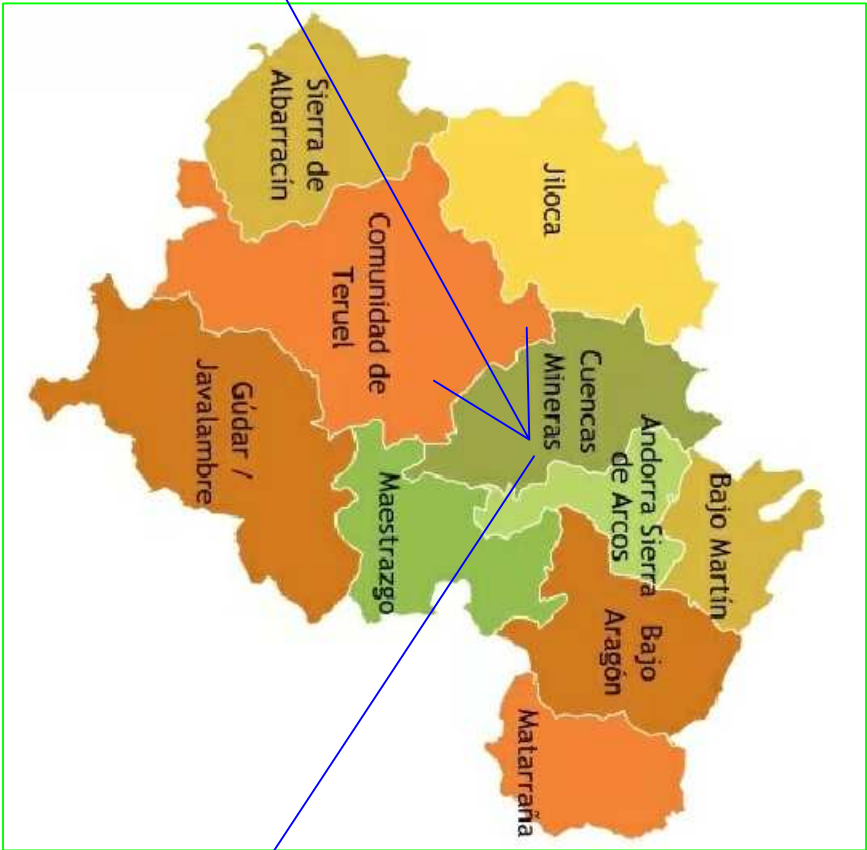 Sierra de
Albarracín
Jiloca
Comunidad de
Teruel
Cuencas
Mineras
Gúdar /
Javalambre
Maestrazgo
Andorra Sierra
de Arcos
Bajo Martín
Bajo
Aragón
Matarraña